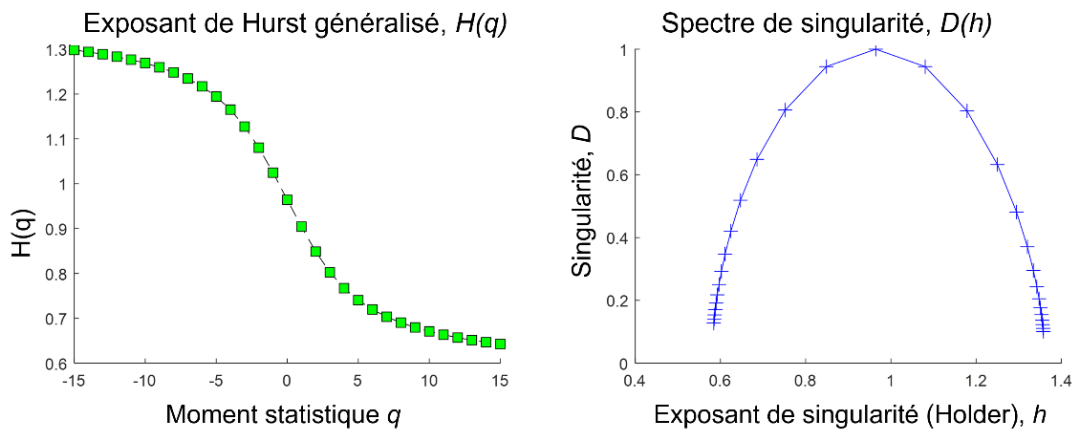 Exposant de Hurst généralisé, H(q)
1.3
1.2
1.1
1
0.9
0.8
0.7
0.6
H(q)
-15 -10 -5 0 5 10 15
Moment statistique q
Spectre de singularité, D(h)
1
0.8
0.6
0.4
0.2
0
Singularité, D
0.4 0.6 0.8 1 1.2 1.4
Exposant de singularité (Holder), h